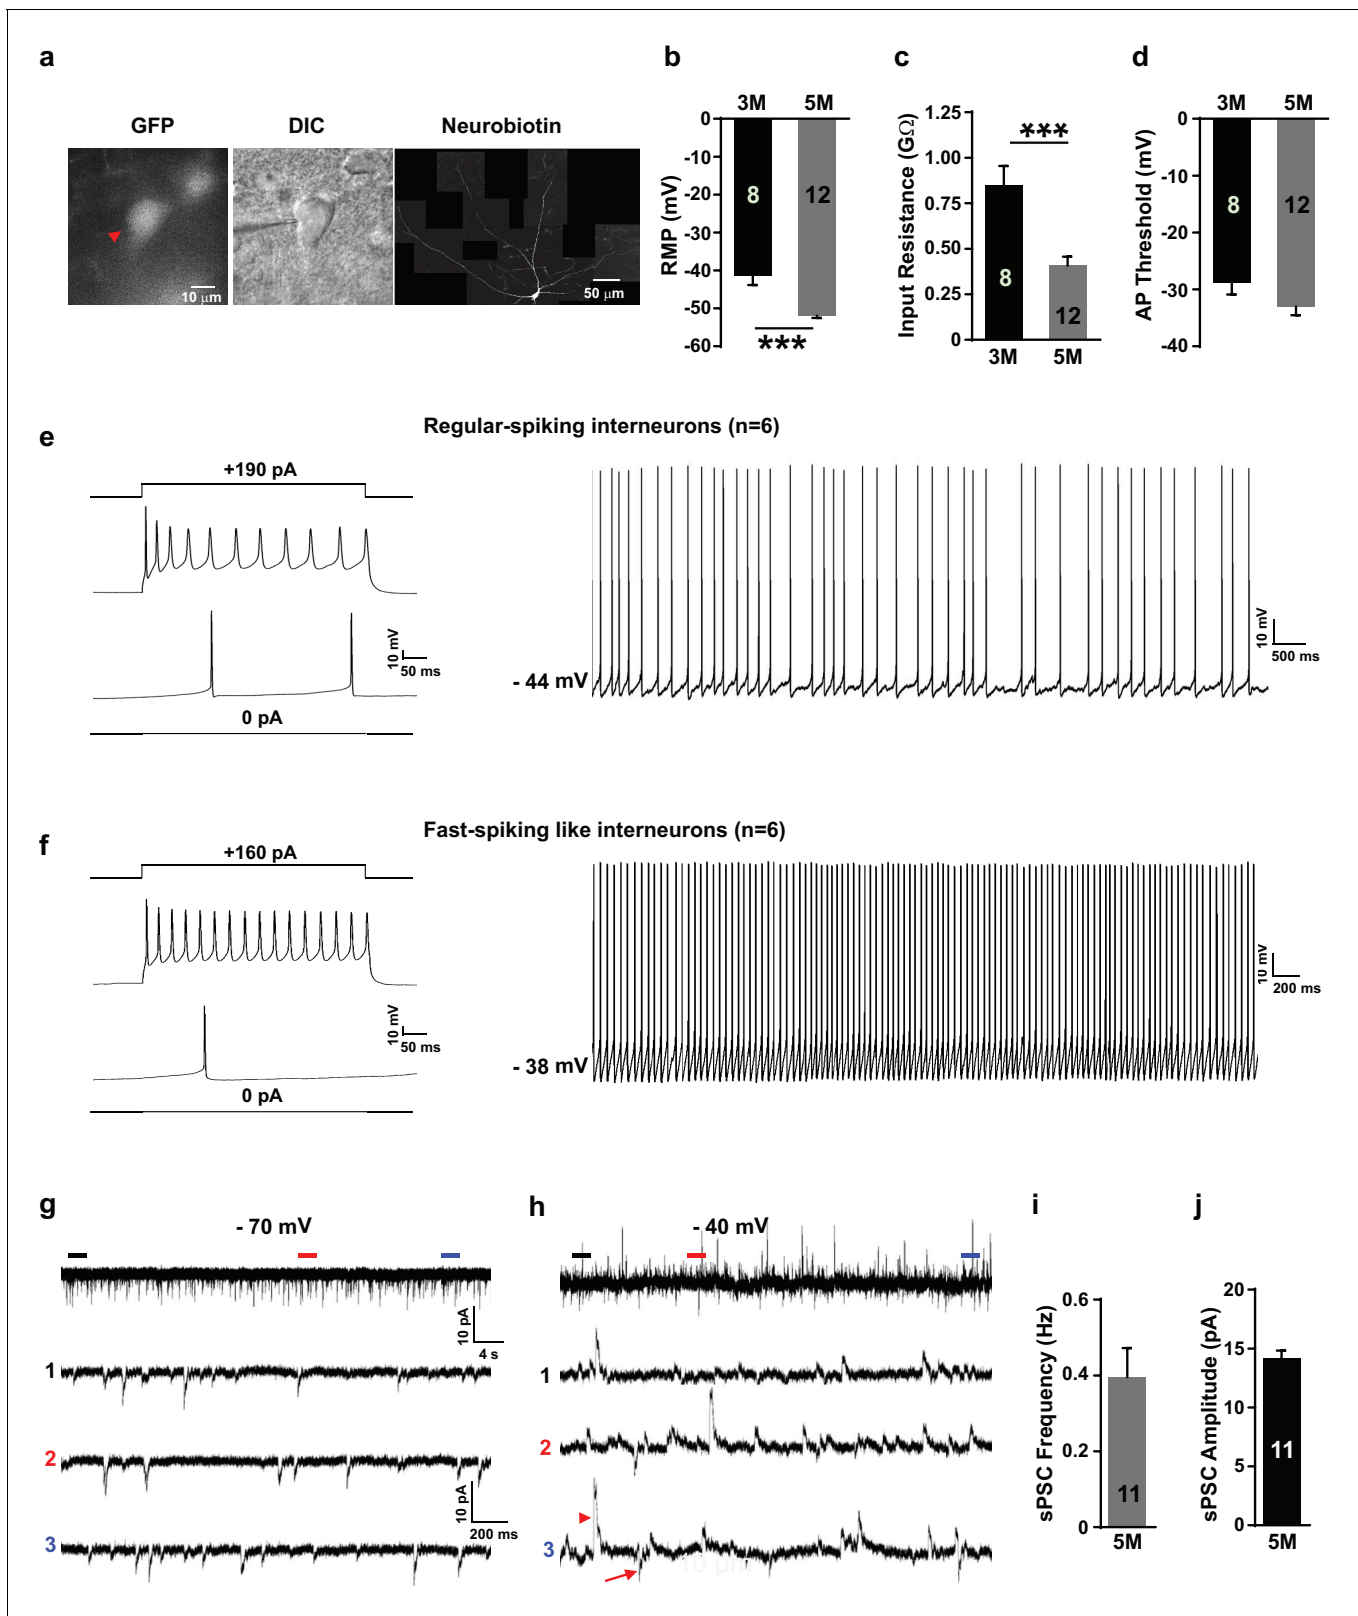 a
GFP
DIC
Neurobiotin
10 µm
50 µm
b
3M 5M
0
-10
-20
-30
-40
-50
-60
RMP (mV)
8
12
***
c
1.25
1.00
0.75
0.50
0.25
0
Input Resistance (GΩ)
***
8
12
3M 5M
d
3M 5M
0
-10
-20
-30
-40
AP Threshold (mV)
8
12
e
Regular-spiking interneurons (n=6)
+190 pA
10 mV
50 ms
0 pA
- 44 mV
10 mV
500 ms
f
Fast-spiking like interneurons (n=6)
+160 pA
10 mV
50 ms
0 pA
- 38 mV
10 mV
200 ms
g
- 70 mV
10 pA
4 s
1
2
10 pA
200 ms
3
h
- 40 mV
1
2
3
i
0.6
0.4
0.2
0
sPSC Frequency (Hz)
11
5M
j
20
15
10
5
0
sPSC Amplitude (pA)
11
5M